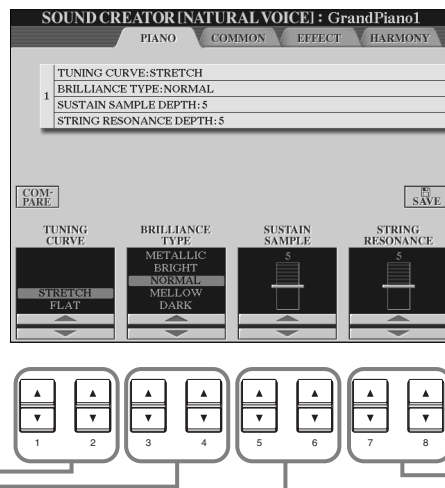 SOUND CREATOR [NATURAL VOICE] : GrandPiano1
PIANO COMMON EFFECT HARMONY
1
TUNING CURVE:STRETCH
BRILLIANCE TYPE:NORMAL
SUSTAIN SAMPLE DEPTH:5
STRING RESONANCE DEPTH:5
COM-
PARE
SAVE
TUNING
CURVE
STRETCH
FLAT
BRILLIANCE
TYPE
METALLIC
BRIGHT
NORMAL
MELLOW
DARK
SUSTAIN
SAMPLE
5
STRING
RESONANCE
5
1 2 3 4 5 6 7 8